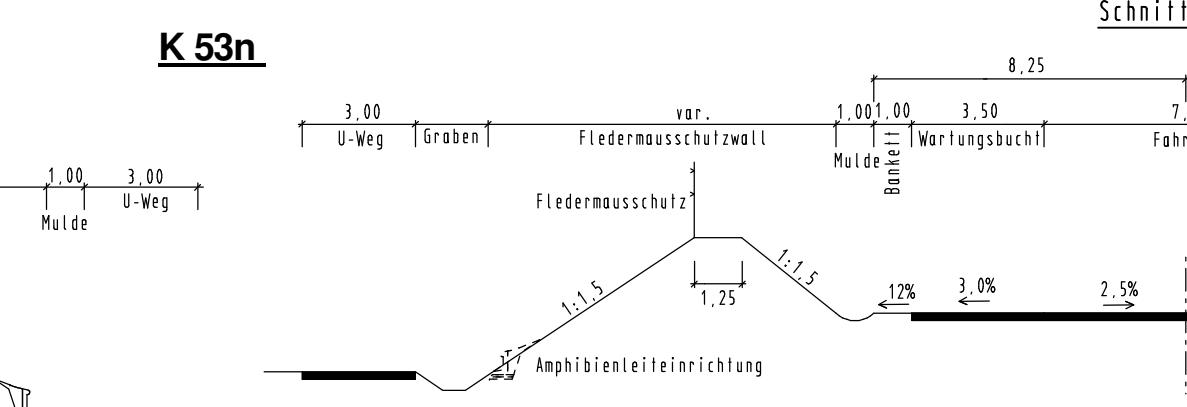 Schnitt
K 53n
8,25
3,00 var. 1,00 1,00 3,50 7,
U-Weg Graben Fledermausschutzwall Mulde Bankett Wartungsbucht Fahr
1,00 3,00
Mulde U-Weg
Fledermausschutz
1:1,5 1:1,5
1,25
12% 3,0% 2,5%
Amphibienleiteinrichtung